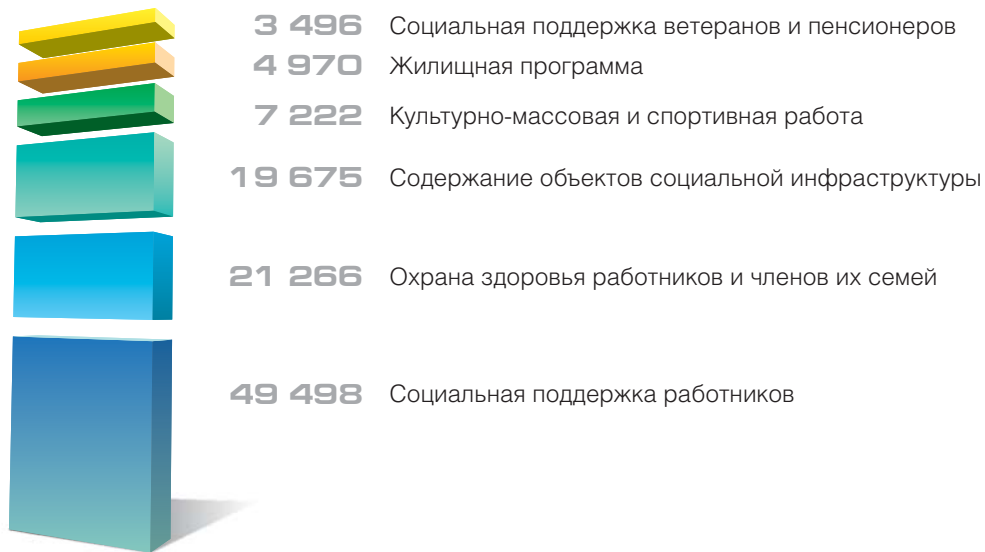 3 496 Социальная поддержка ветеранов и пенсионеров
4 970 Жилищная программа
7 222 Культурно-массовая и спортивная работа
19 675 Содержание объектов социальной инфраструктуры
21 266 Охрана здоровья работников и членов их семей
49 498 Социальная поддержка работников